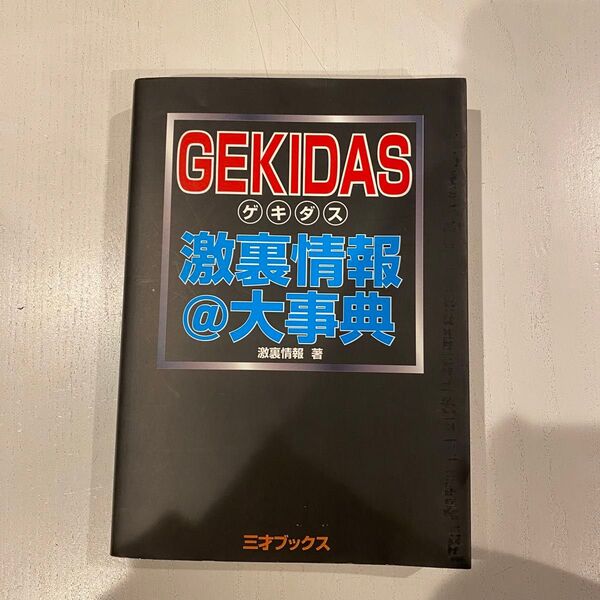 GEKIDAS
ゲキダス
激裏情報
@大事典
激裏情報 著
三才ブックス